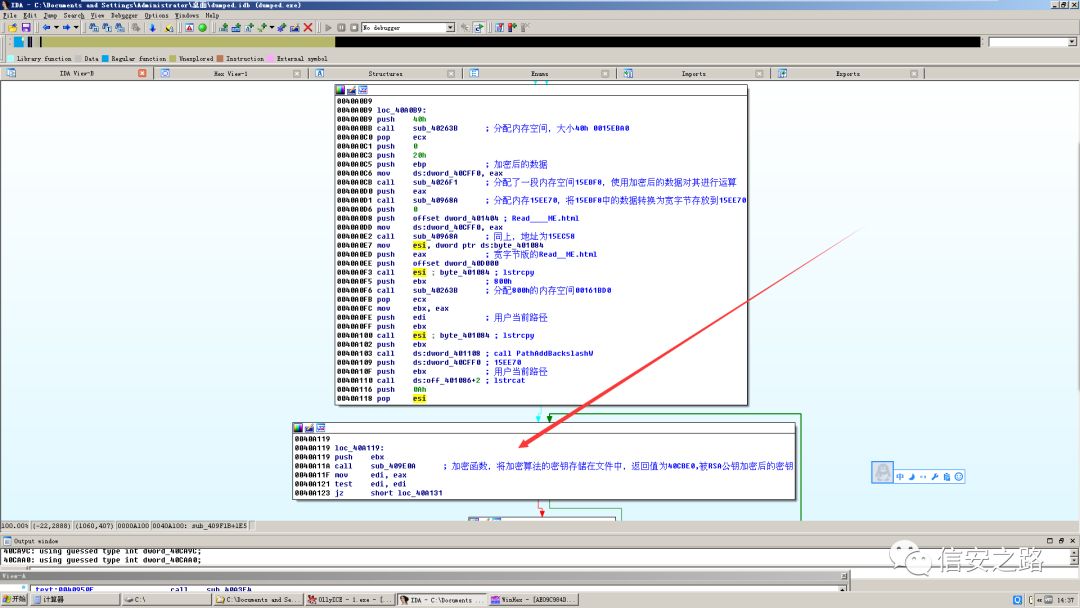 IDA - C:\Documents and Settings\Administrator\桌面\dumped.idb (dumped.exe)
File Edit Jump Search View Debugger Options Windows Help
No debugger
Library function Data Regular function Unexplored Instruction External symbol
IDA View-B Hex View-1 Structures Enums Imports Exports
0040A0B9
0040A0B9 loc_40A0B9:
0040A0B9 push 40h
0040A0BB call sub_40263B ; 分配内存空间，大小40h 0015EBA0
0040A0C0 pop ecx
0040A0C1 push 0
0040A0C3 push 20h
0040A0C5 push ebp ; 加密后的数据
0040A0C6 mov ds:dword_40CFF0, eax
0040A0CB call sub_4026F1 ; 分配了一段内存空间15EBF8，使用加密后的数据对其进行运算
0040A0D0 push eax
0040A0D1 call sub_40968A ; 分配内存15EE70，将15EBF8中的数据转换为宽字节存放到15EE70
0040A0D6 push 0
0040A0D8 push offset dword_401404 ; Read____ME.html
0040A0DD mov ds:dword_40CFF0, eax
0040A0E2 call sub_40968A ; 同上，地址为15EC58
0040A0E7 mov esi, dword ptr ds:byte_401084
0040A0ED push eax ; 宽字节版的Read__ME.html
0040A0EE push offset dword_40D000
0040A0F3 call esi ; byte_401084 ; lstrcpy
0040A0F5 push ebx ; 800h
0040A0F6 call sub_40263B ; 分配800h的内存空间00161BD0
0040A0FB pop ecx
0040A0FC mov ebx, eax
0040A0FE push edi ; 用户当前路径
0040A0FF push ebx
0040A100 call esi ; byte_401084 ; lstrcpy
0040A102 push ebx
0040A103 call ds:dword_401108 ; call PathAddBackslashW
0040A109 push ds:dword_40CFF0 ; 15EE70
0040A10F push ebx ; 用户当前路径
0040A110 call ds:off_401086+2 ; lstrcat
0040A116 push 0Ah
0040A118 pop esi
0040A119
0040A119 loc_40A119:
0040A119 push ebx
0040A11A call sub_409E0A ; 加密函数，将加密算法的密钥存储在文件中，返回值为40CBE0,被RSA公钥加密后的密钥
0040A11F mov edi, eax
0040A121 test edi, edi
0040A123 jz short loc_40A131
中
100.00% (-22,2888) (1060,407) 0000A100 0040A100: sub_409F1B+1E5
Output window
40CA9C: using guessed type int dword_40CA9C;
40CAA0: using guessed type int dword_40CAA0;
View-A
.text:0040950F call sub_4093E4
信安之路
开始 计算器 C:\ C:\Documents and Se... OllyICE - 1.exe - [... IDA - C:\Documents ... WinHex - [AB09C984D... 14:37